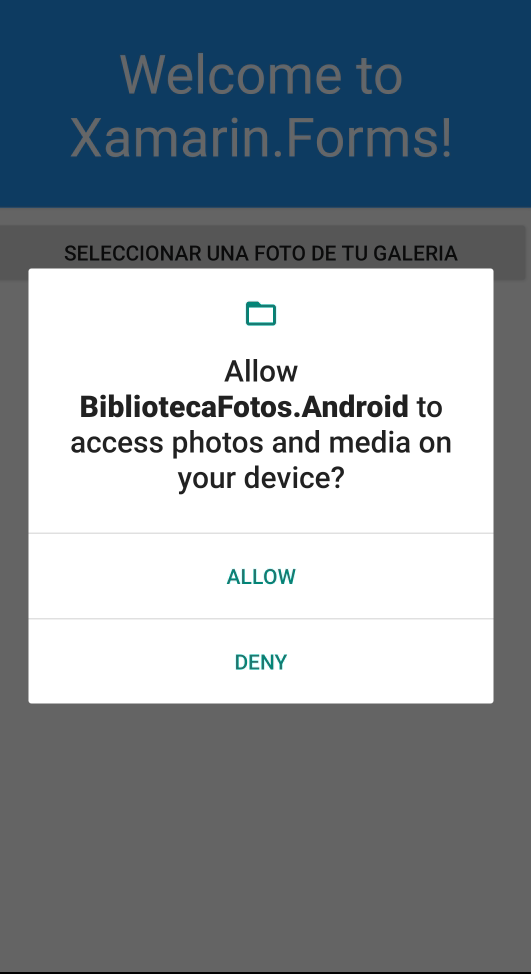 Welcome to
Xamarin.Forms!
SELECCIONAR UNA FOTO DE TU GALERIA
Allow
BibliotecaFotos.Android to
access photos and media on
your device?
ALLOW
DENY